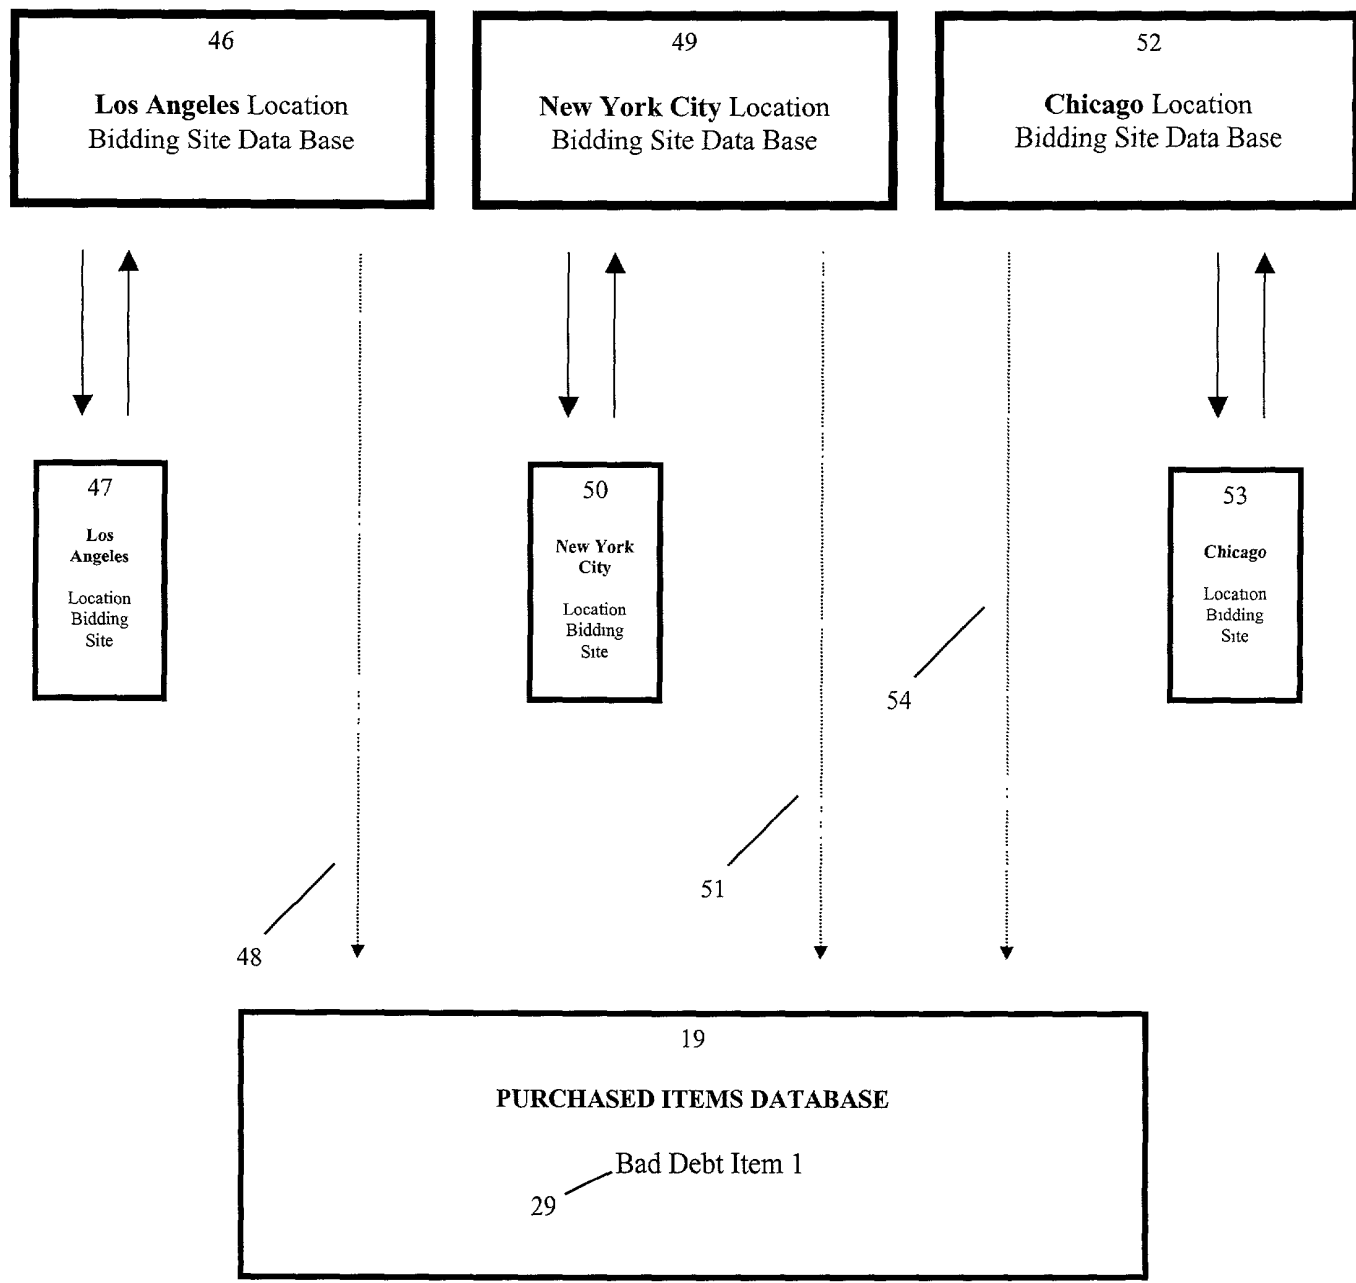 46
Los Angeles Location
Bidding Site Data Base
49
New York City Location
Bidding Site Data Base
52
Chicago Location
Bidding Site Data Base
47
Los
Angeles
Location
Bidding
Site
50
New York
City
Location
Bidding
Site
53
Chicago
Location
Bidding
Site
54
51
48
19
PURCHASED ITEMS DATABASE
Bad Debt Item 1
29